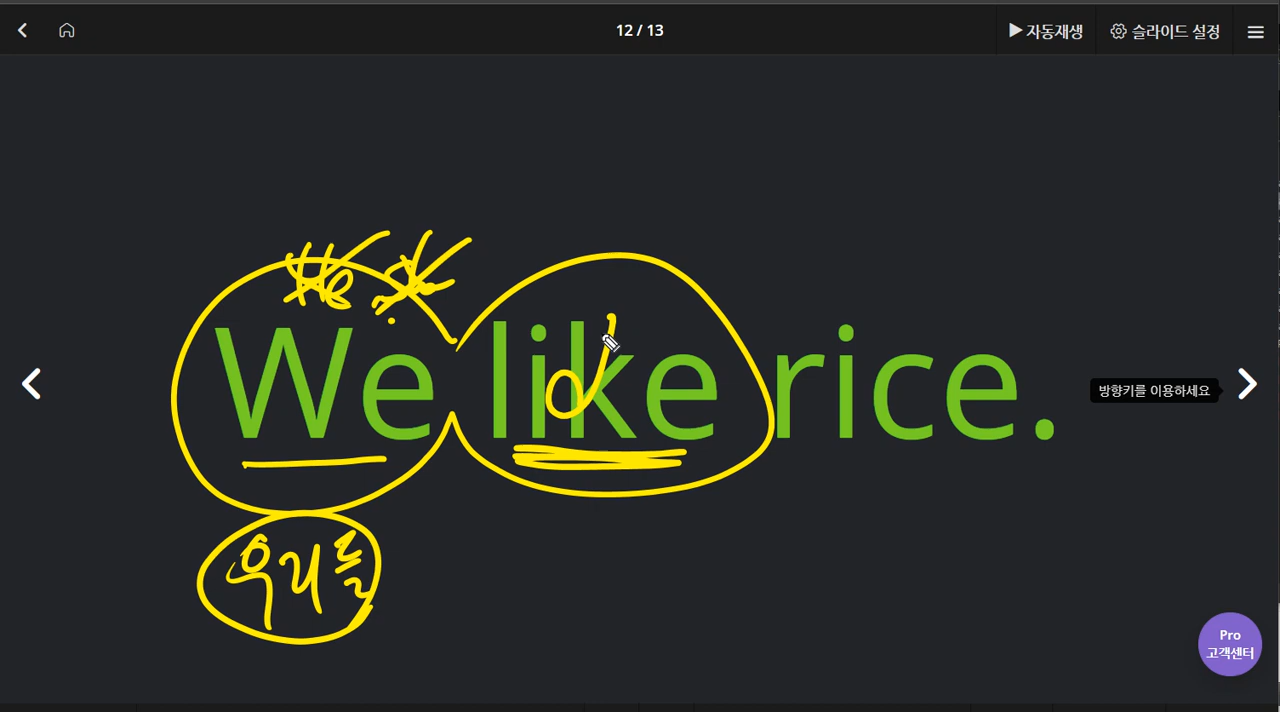 12 / 13
▶ 자동재생
슬라이드 설정
We like rice.
방향키를 이용하세요
우리들
Pro
고객센터